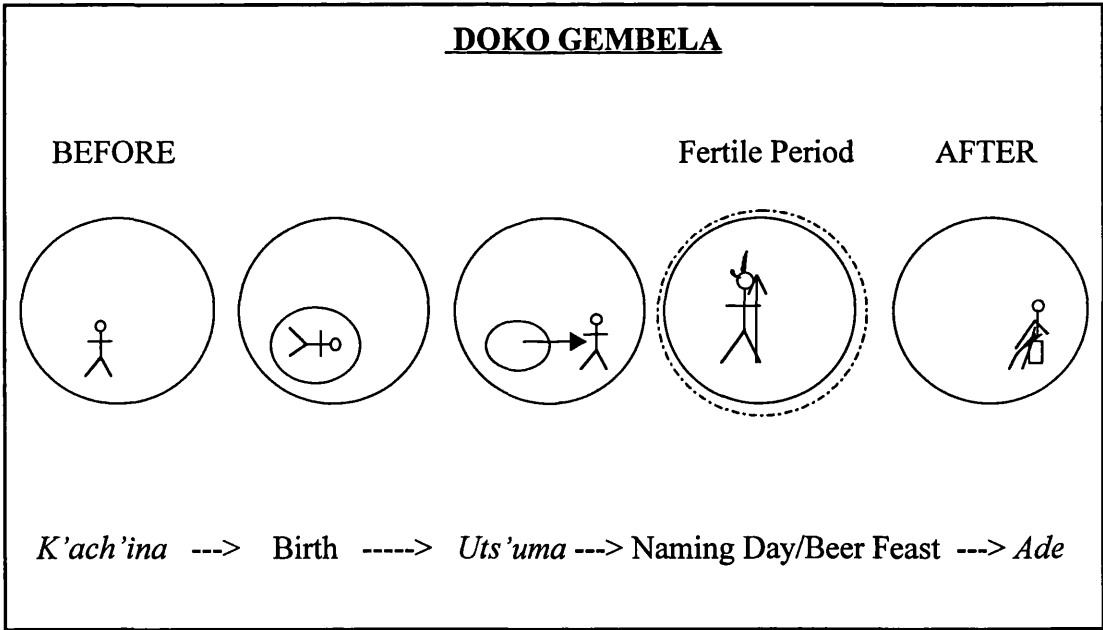 DOKO GEMBELA
BEFORE Fertile Period AFTER
K’ach’ina ---> Birth -----> Uts’uma ---> Naming Day/Beer Feast ---> Ade